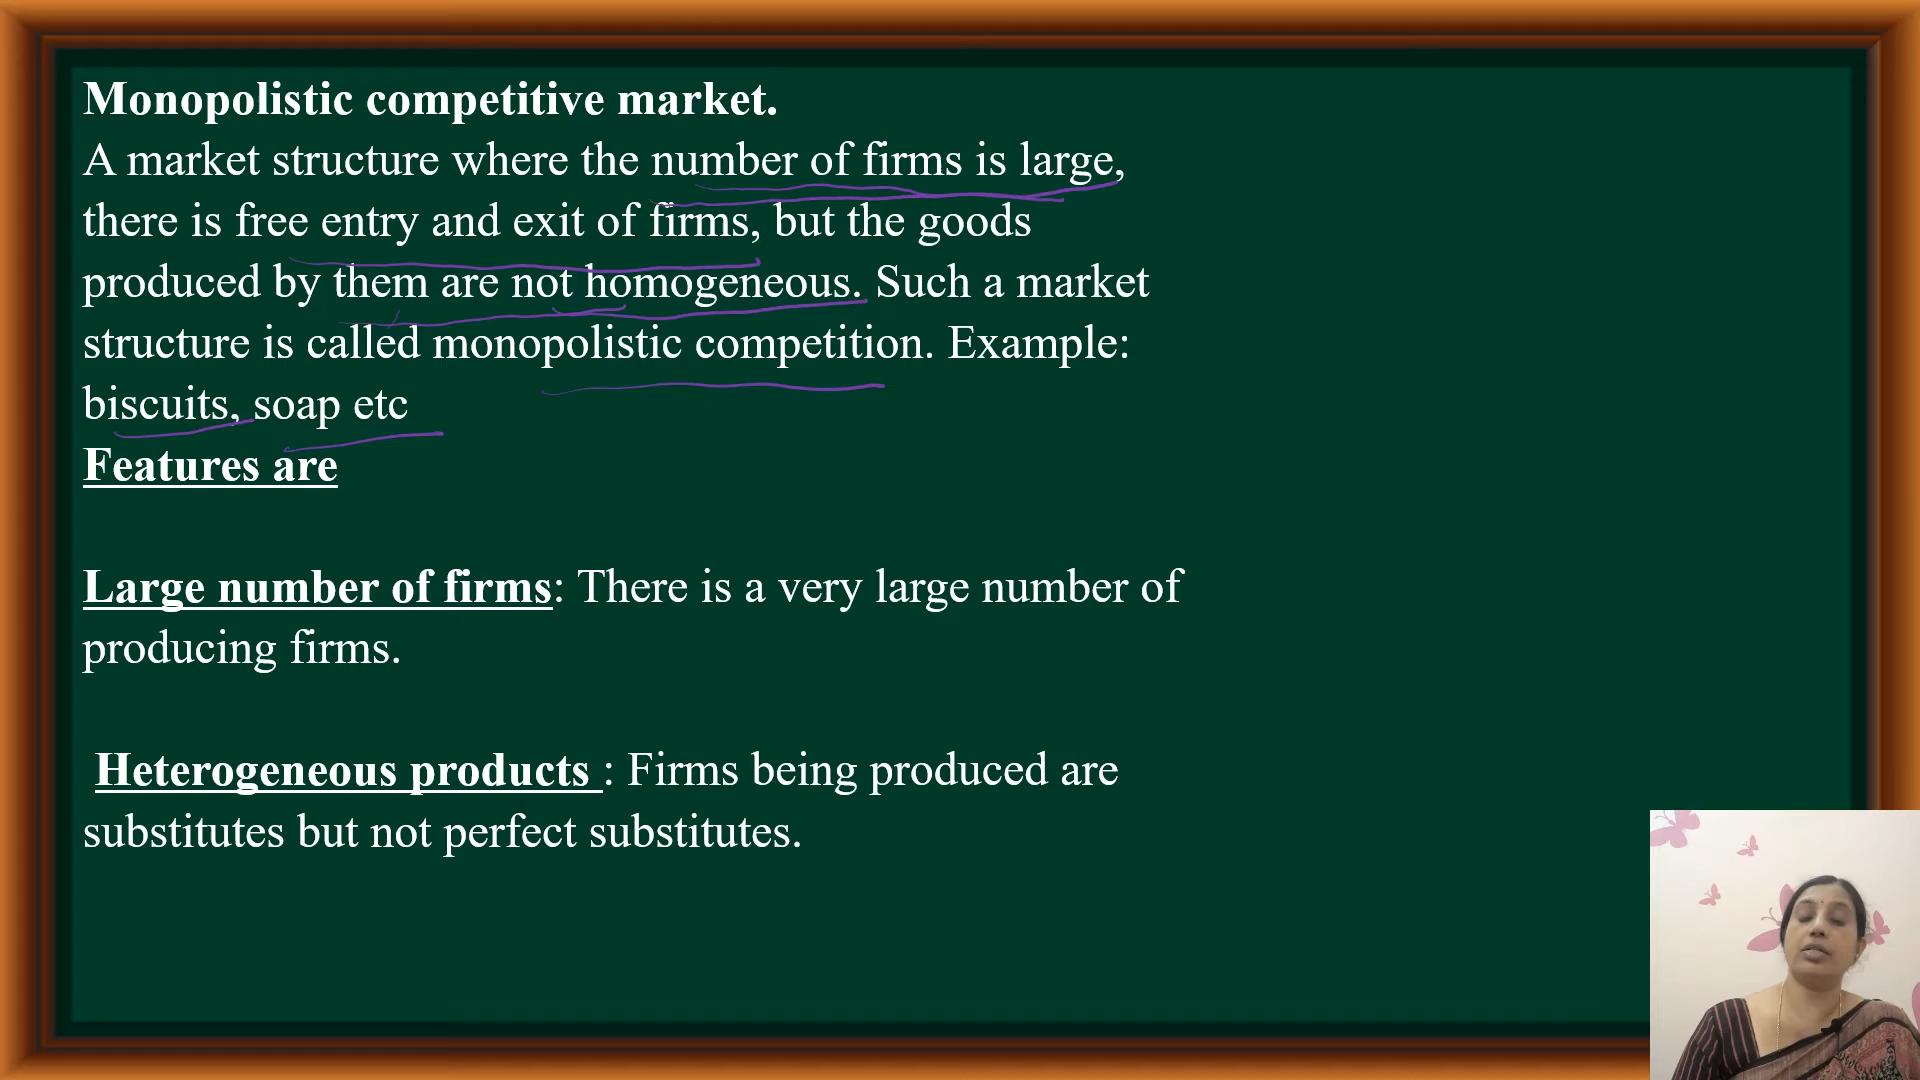 Monopolistic competitive market.
A market structure where the number of firms is large,
there is free entry and exit of firms, but the goods
produced by them are not homogeneous. Such a market
structure is called monopolistic competition. Example:
biscuits, soap etc
Features are
Large number of firms: There is a very large number of
producing firms.
Heterogeneous products : Firms being produced are
substitutes but not perfect substitutes.